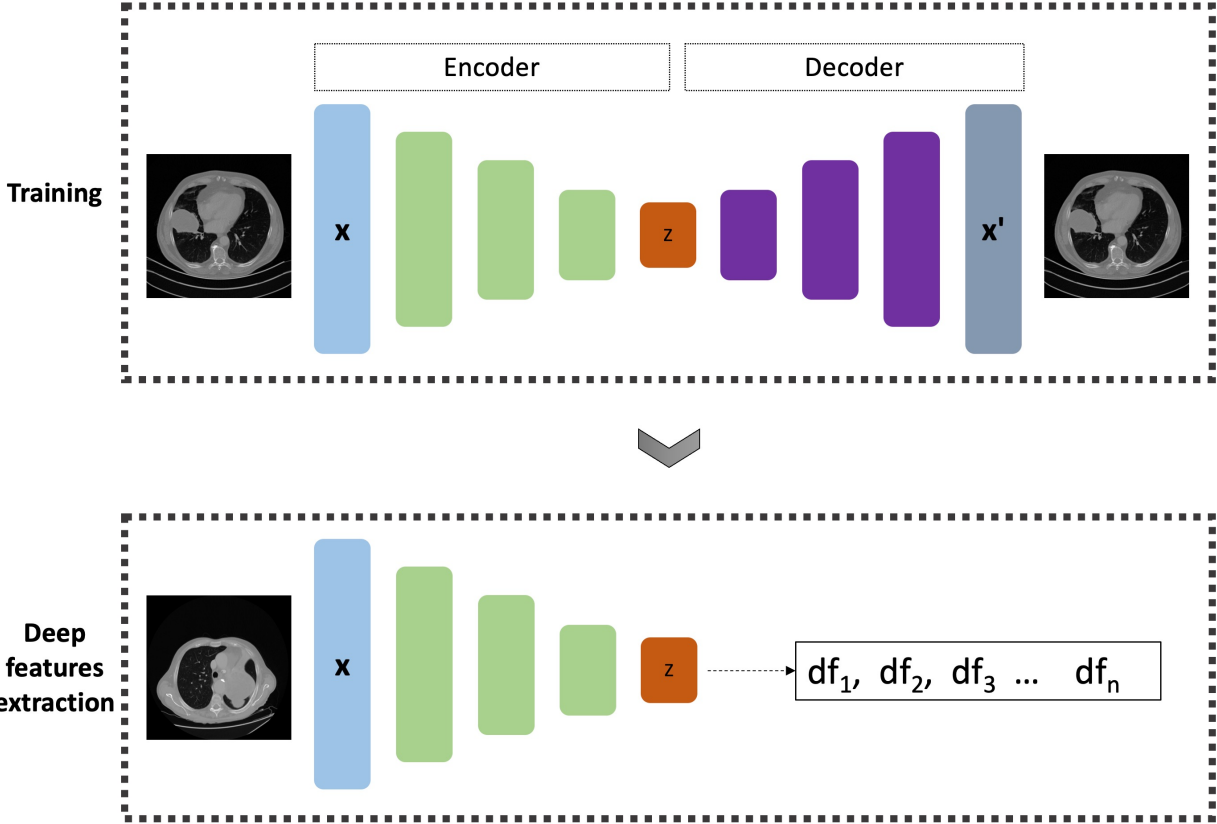 Encoder
Decoder
Training
x
z
x'
Deep
features
extraction
x
z
df1, df2, df3 ... dfn